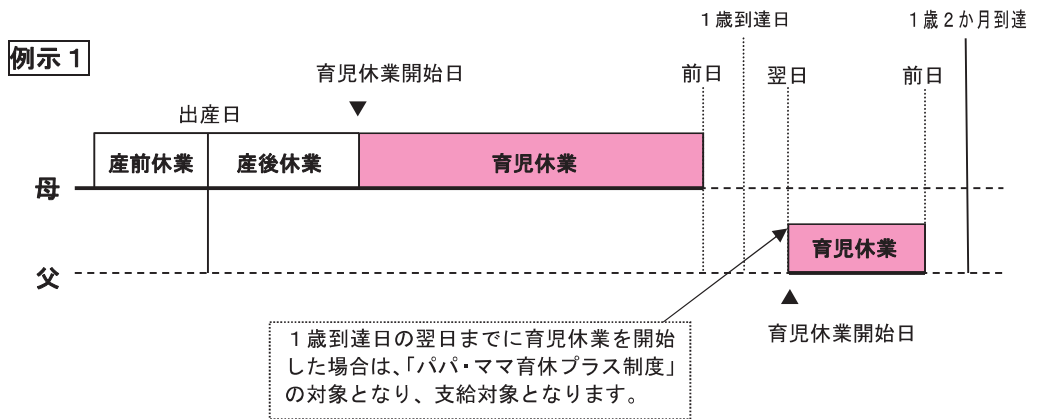 １歳到達日
１歳２か月到達
例示１
育児休業開始日
前日
翌日
前日
出産日
産前休業
産後休業
育児休業
母
育児休業
父
１歳到達日の翌日までに育児休業を開始
した場合は、「パパ・ママ育休プラス制度」
の対象となり、支給対象となります。
育児休業開始日